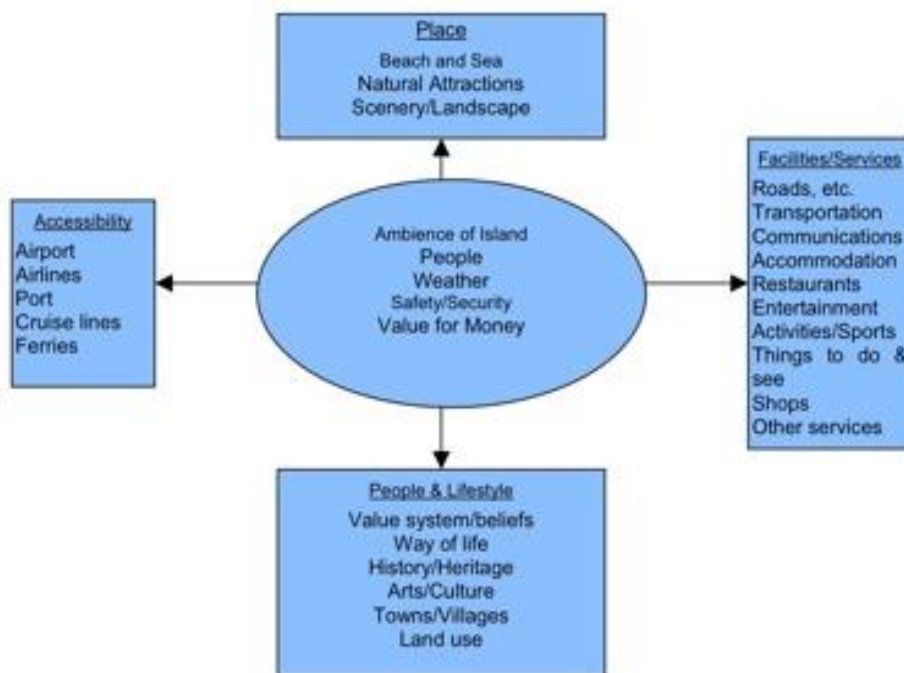 Place
Beach and Sea
Natural Attractions
Scenery/Landscape
Accessibility
Airport
Airlines
Port
Cruise lines
Ferries
Ambience of Island
People
Weather
Safety/Security
Value for Money
Facilities/Services
Roads, etc.
Transportation
Communications
Accommodation
Restaurants
Entertainment
Activities/Sports
Things to do &
see
Shops
Other services
People & Lifestyle
Value system/beliefs
Way of life
History/Heritage
Arts/Culture
Towns/Villages
Land use